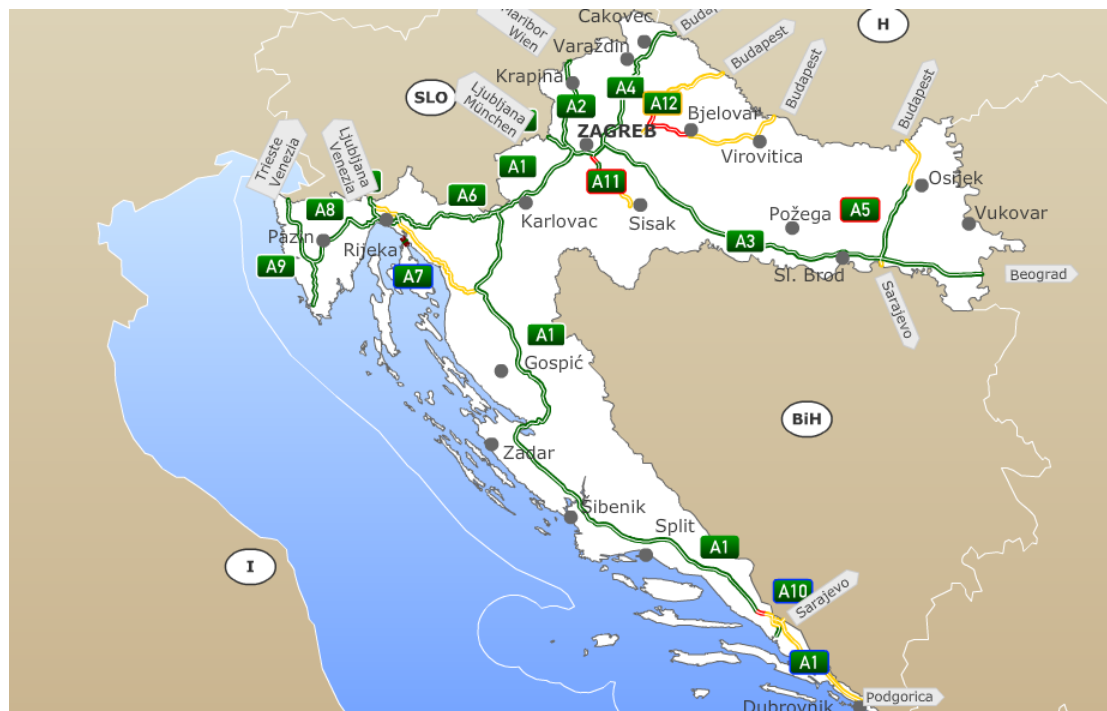 Maribor
Wien
Čakovec
Budapest
H
Varaždin
Budapest
Krapina
A4
SLO
Ljubljana
München
A2
A12
Bjelovar
Budapest
Budapest
ZAGREB
Virovitica
Trieste
Venezia
Ljubljana
Venezia
A1
A11
Osijek
A8
A6
Karlovac
Sisak
Požega
A5
Vukovar
Pazin
Rijeka
A3
A9
A7
Sl. Brod
Beograd
Sarajevo
A1
Gospić
BiH
Zadar
Šibenik
Split
A1
I
A10
Sarajevo
A1
Podgorica
Dubrovnik